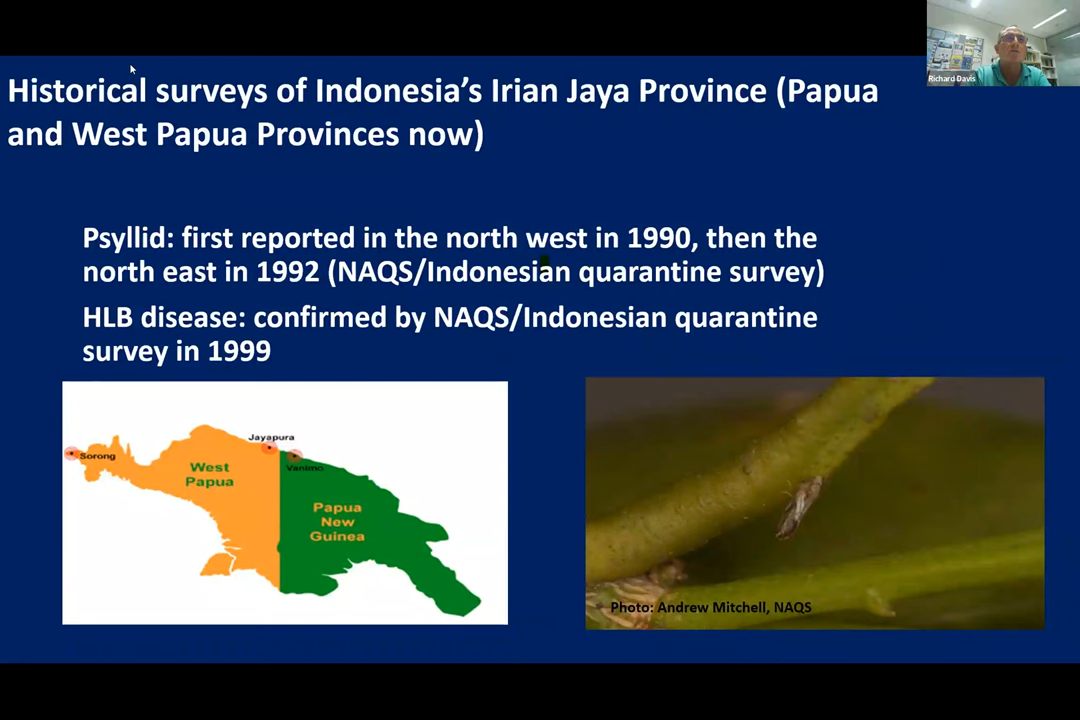 Richard Davis
Historical surveys of Indonesia’s Irian Jaya Province (Papua
and West Papua Provinces now)
Psyllid: first reported in the north west in 1990, then the
north east in 1992 (NAQS/Indonesian quarantine survey)
HLB disease: confirmed by NAQS/Indonesian quarantine
survey in 1999
Jayapura
Sorong
Vanimo
West
Papua
Papua
New
Guinea
Photo: Andrew Mitchell, NAQS